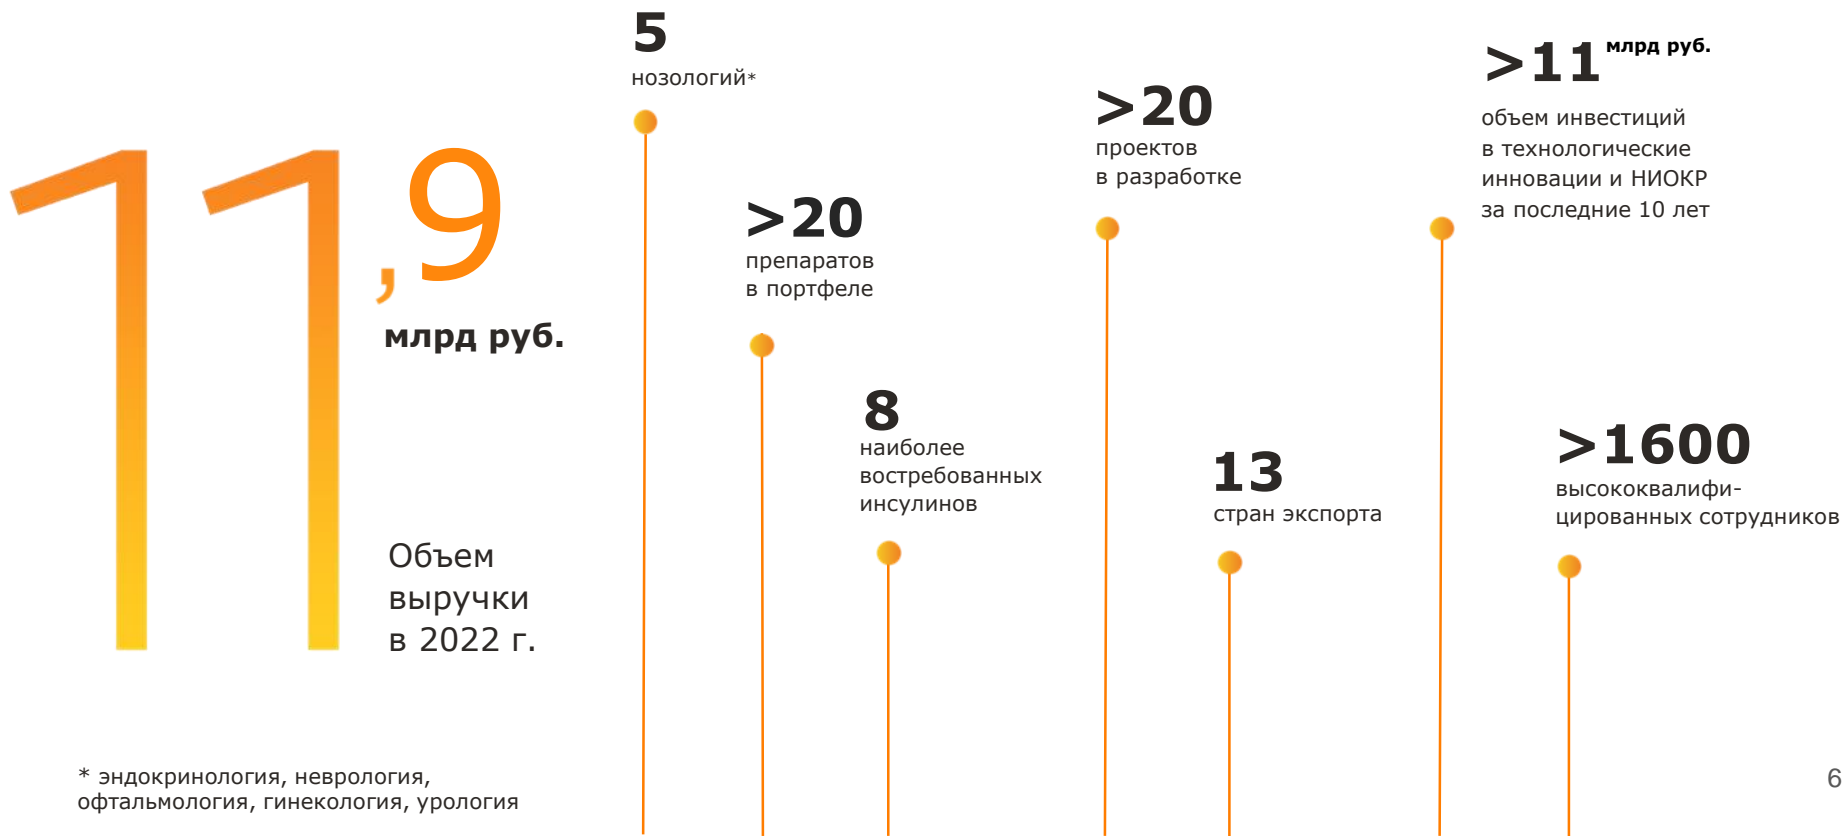 11,9
млрд руб.
Объем
выручки
в 2022 г.
* эндокринология, неврология,
офтальмология, гинекология, урология
5
нозологий*
>20
препаратов
в портфеле
8
наиболее
востребованных
инсулинов
>20
проектов
в разработке
13
стран экспорта
>11 млрд руб.
объем инвестиций
в технологические
инновации и НИОКР
за последние 10 лет
>1600
высококвалифи-
цированных сотрудников
6